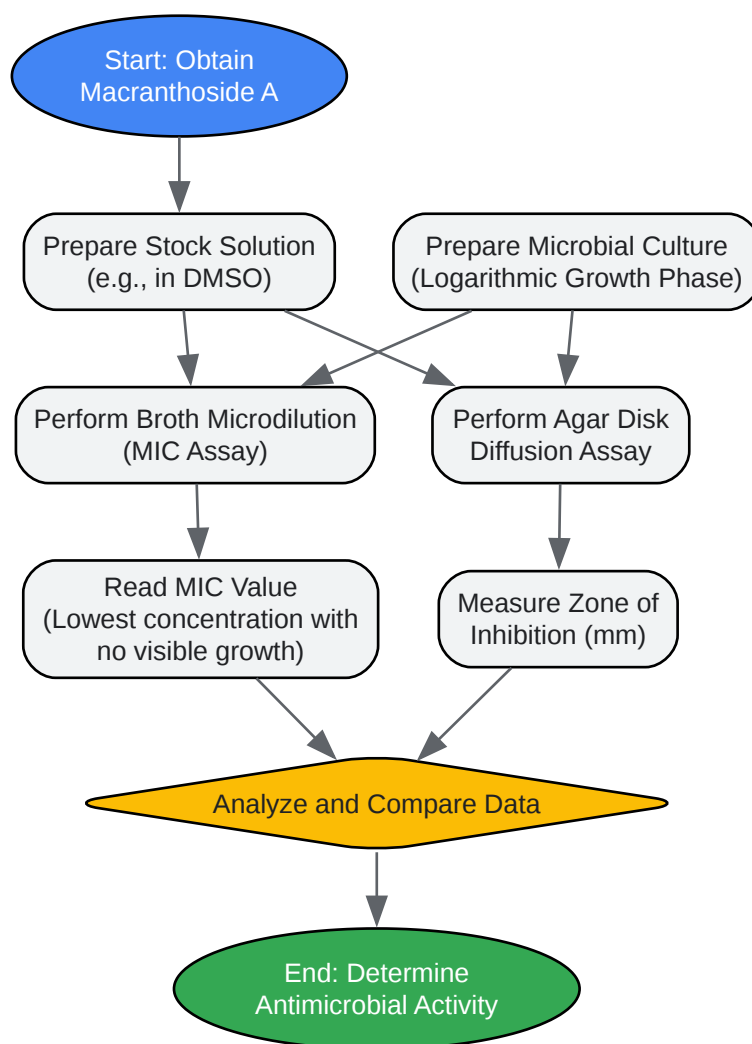 Start: Obtain
Macranthoside A
Prepare Stock Solution
(e.g., in DMSO)
Prepare Microbial Culture
(Logarithmic Growth Phase)
Perform Broth Microdilution
(MIC Assay)
Perform Agar Disk
Diffusion Assay
Read MIC Value
(Lowest concentration with
no visible growth)
Measure Zone of
Inhibition (mm)
Analyze and Compare Data
End: Determine
Antimicrobial Activity